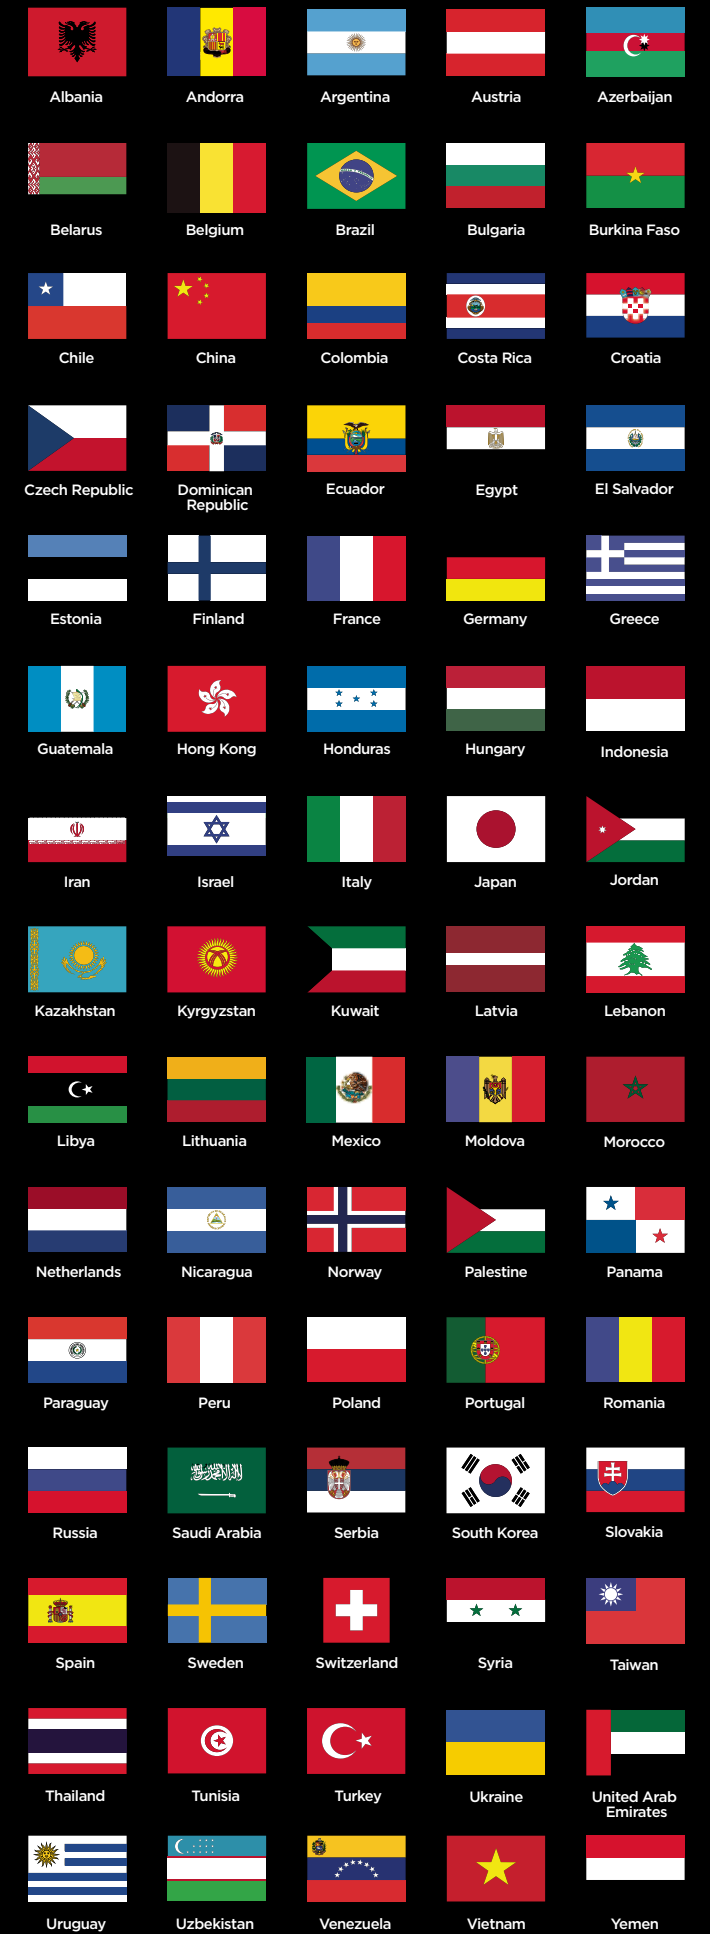 Albania
Andorra
Argentina
Austria
Azerbaijan
Belarus
Belgium
Brazil
Bulgaria
Burkina Faso
Chile
China
Colombia
Costa Rica
Croatia
Czech Republic
Dominican
Republic
Ecuador
Egypt
El Salvador
Estonia
Finland
France
Germany
Greece
Guatemala
Hong Kong
Honduras
Hungary
Indonesia
Iran
Israel
Italy
Japan
Jordan
Kazakhstan
Kyrgyzstan
Kuwait
Latvia
Lebanon
Libya
Lithuania
Mexico
Moldova
Morocco
Netherlands
Nicaragua
Norway
Palestine
Panama
Paraguay
Peru
Poland
Portugal
Romania
Russia
Saudi Arabia
Serbia
South Korea
Slovakia
Spain
Sweden
Switzerland
Syria
Taiwan
Thailand
Tunisia
Turkey
Ukraine
United Arab
Emirates
Uruguay
Uzbekistan
Venezuela
Vietnam
Yemen